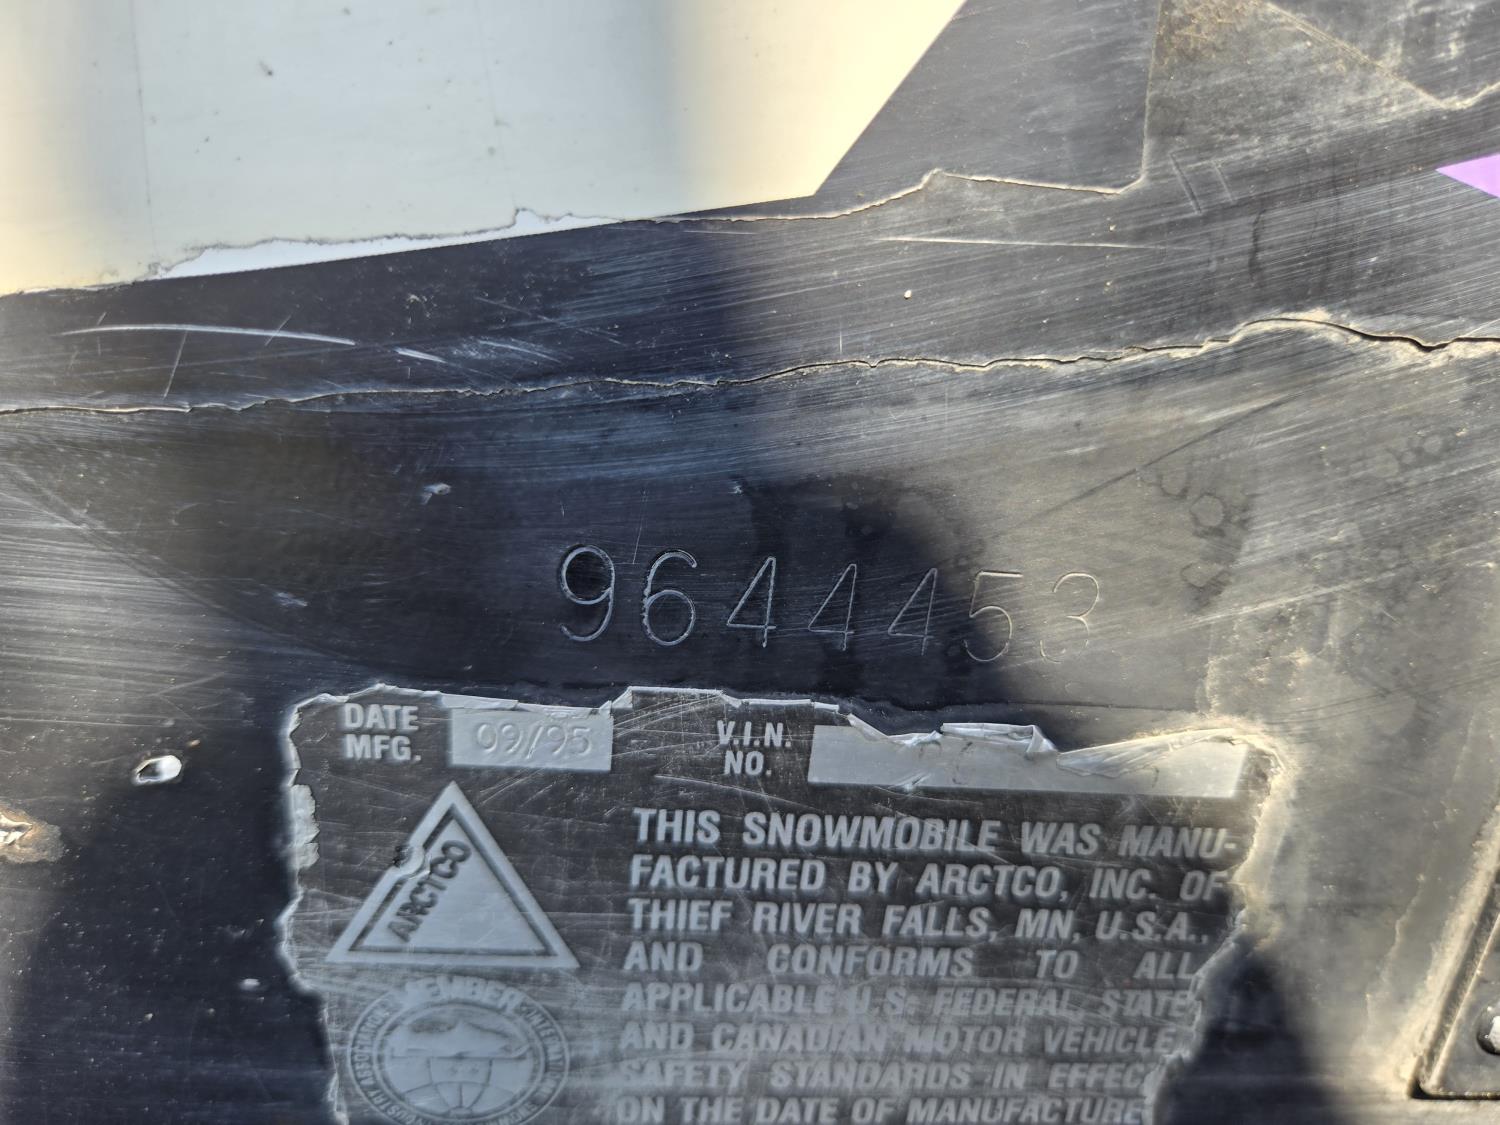 9644453
DATE MFG. 09/95 V.I.N. NO.
ARCTCO
THIS SNOWMOBILE WAS MANU-
FACTURED BY ARCTCO, INC. OF
THIEF RIVER FALLS, MN, U.S.A.,
AND CONFORMS TO ALL
APPLICABLE U.S. FEDERAL, STATE
AND CANADIAN MOTOR VEHICLE
SAFETY STANDARDS IN EFFEC
ON THE DATE OF MANUFACTURE
MEMBER